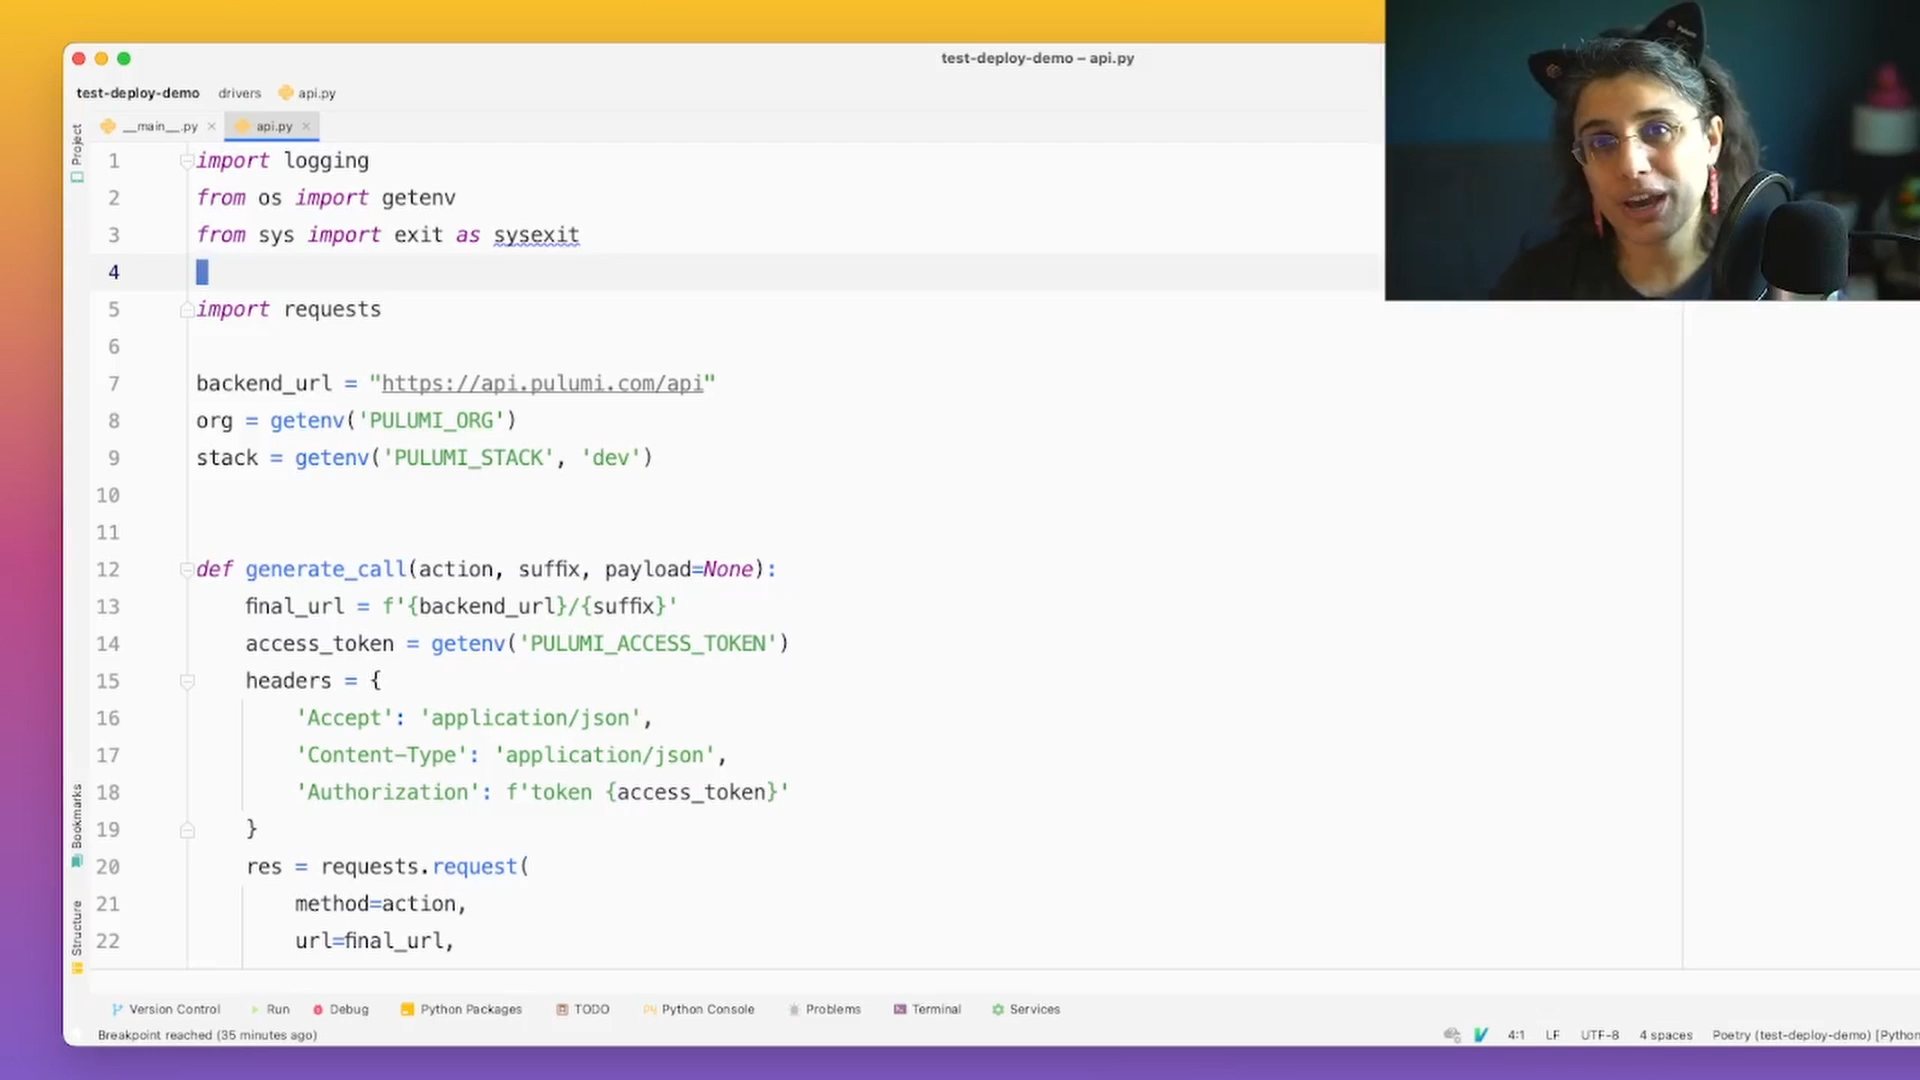 test-deploy-demo – api.py
test-deploy-demo drivers api.py
__main__.py api.py
Project
1 import logging
2 from os import getenv
3 from sys import exit as sysexit
4
5 import requests
6
7 backend_url = "https://api.pulumi.com/api"
8 org = getenv('PULUMI_ORG')
9 stack = getenv('PULUMI_STACK', 'dev')
10
11
12 def generate_call(action, suffix, payload=None):
13 final_url = f'{backend_url}/{suffix}'
14 access_token = getenv('PULUMI_ACCESS_TOKEN')
15 headers = {
16 'Accept': 'application/json',
17 'Content-Type': 'application/json',
18 'Authorization': f'token {access_token}'
19 }
20 res = requests.request(
21 method=action,
22 url=final_url,
Bookmarks
Structure
Version Control Run Debug Python Packages TODO Python Console Problems Terminal Services
Breakpoint reached (35 minutes ago) 4:1 LF UTF-8 4 spaces Poetry (test-deploy-demo) [Python